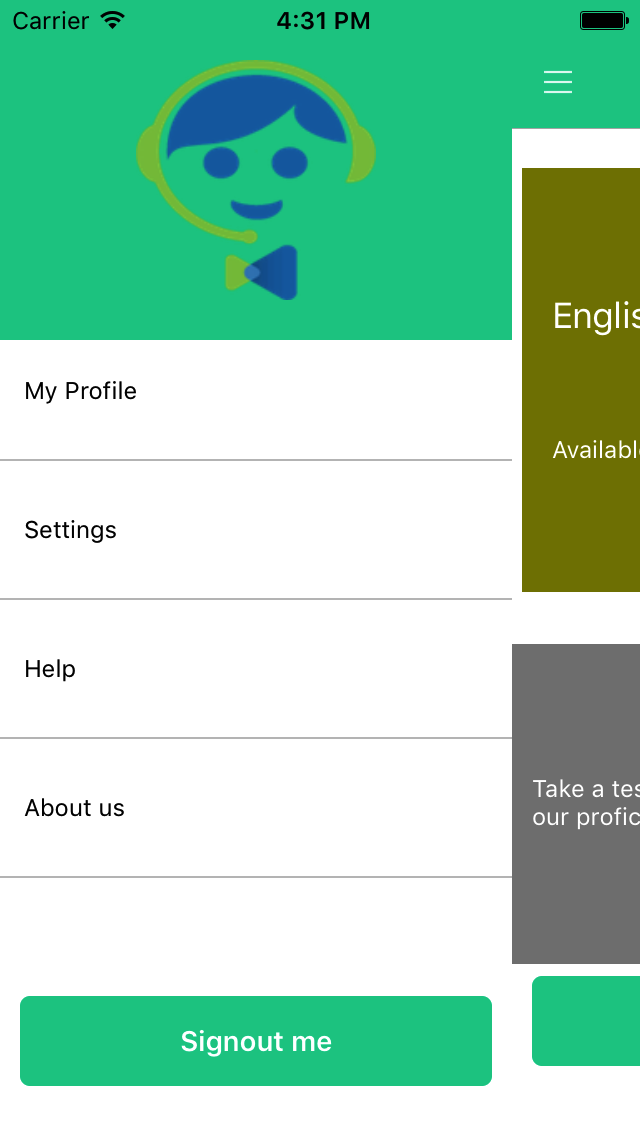 Carrier 4:31 PM
Englis
Availabl
My Profile
Settings
Help
About us
Take a tes
our profic
Signout me